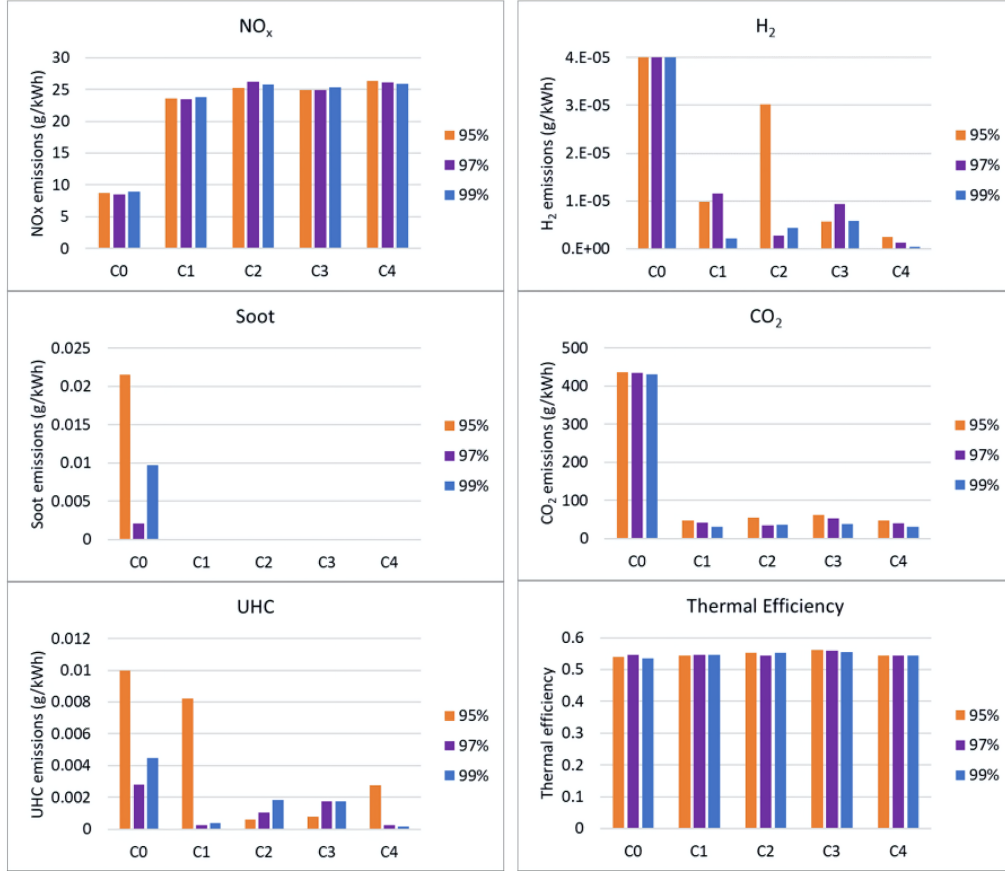 NOₓ
NOx emissions (g/kWh)
30
25
20
15
10
5
0
C0 C1 C2 C3 C4
95%
97%
99%
H₂
H₂ emissions (g/kWh)
4.E-05
3.E-05
2.E-05
1.E-05
0.E+00
C0 C1 C2 C3 C4
95%
97%
99%
Soot
Soot emissions (g/kWh)
0.025
0.02
0.015
0.01
0.005
0
C0 C1 C2 C3 C4
95%
97%
99%
CO₂
CO₂ emissions (g/kWh)
500
400
300
200
100
0
C0 C1 C2 C3 C4
95%
97%
99%
UHC
UHC emissions (g/kWh)
0.012
0.01
0.008
0.006
0.004
0.002
0
C0 C1 C2 C3 C4
95%
97%
99%
Thermal Efficiency
Thermal efficiency
0.6
0.5
0.4
0.3
0.2
0.1
0
C0 C1 C2 C3 C4
95%
97%
99%